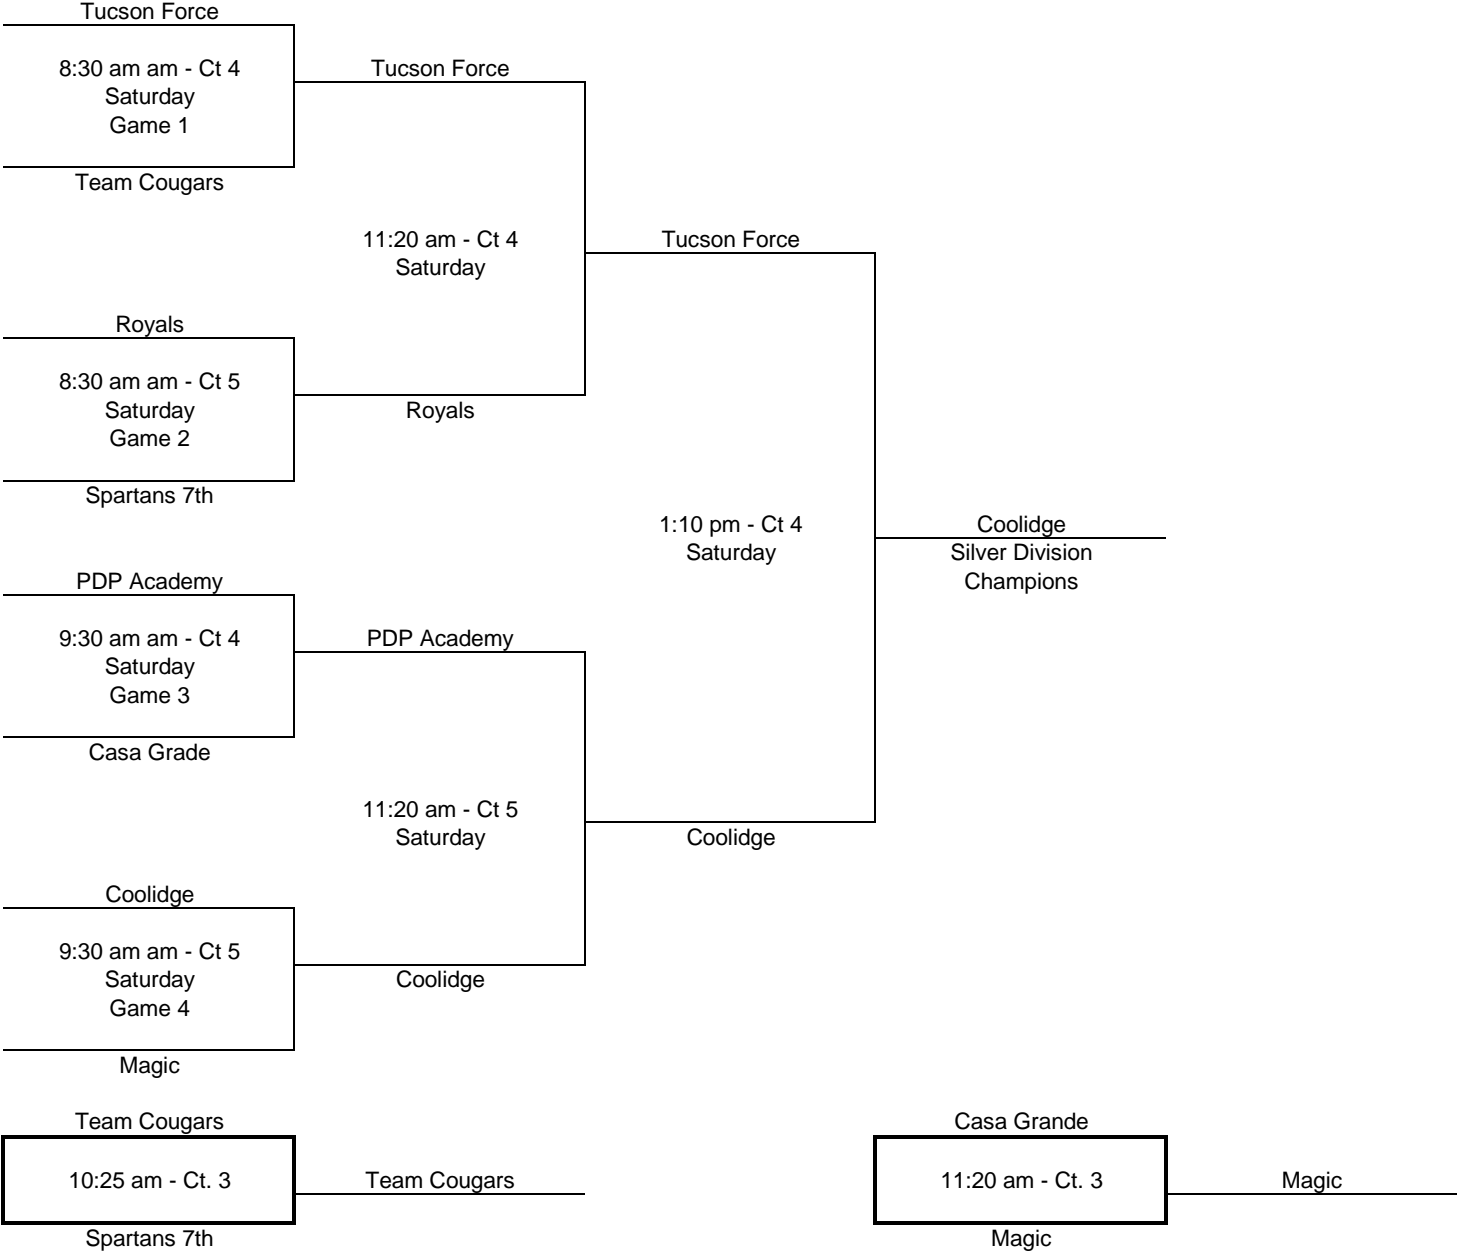 Tucson Force
8:30 am am - Ct 4
Saturday
Game 1
Tucson Force
Team Cougars
11:20 am - Ct 4
Saturday
Tucson Force
Royals
8:30 am am - Ct 5
Saturday
Game 2
Royals
Spartans 7th
1:10 pm - Ct 4
Saturday
Coolidge
Silver Division
Champions
PDP Academy
9:30 am am - Ct 4
Saturday
Game 3
PDP Academy
Casa Grade
11:20 am - Ct 5
Saturday
Coolidge
Coolidge
9:30 am am - Ct 5
Saturday
Game 4
Coolidge
Magic
Team Cougars
10:25 am - Ct. 3
Team Cougars
Spartans 7th
Casa Grande
11:20 am - Ct. 3
Magic
Magic